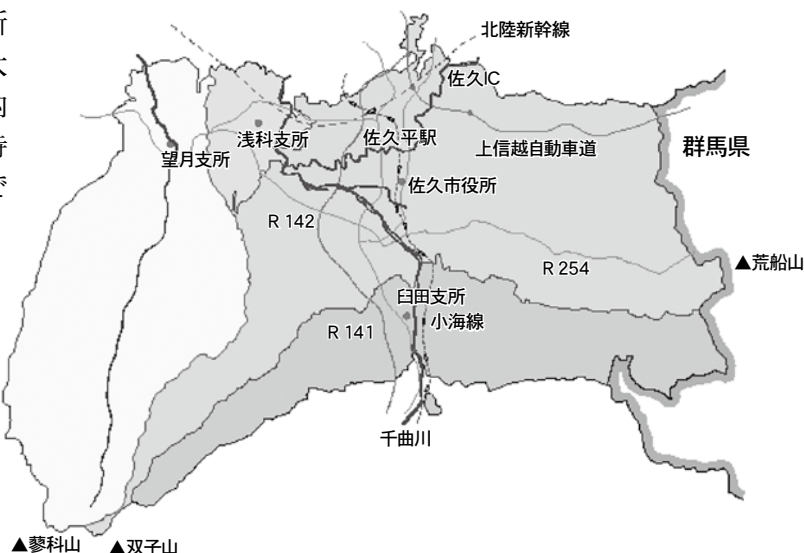 北陸新幹線
佐久IC
浅科支所
佐久平駅
上信越自動車道
群馬県
望月支所
佐久市役所
R 142
R 254
▲荒船山
臼田支所
小海線
R 141
千曲川
▲蓼科山
▲双子山